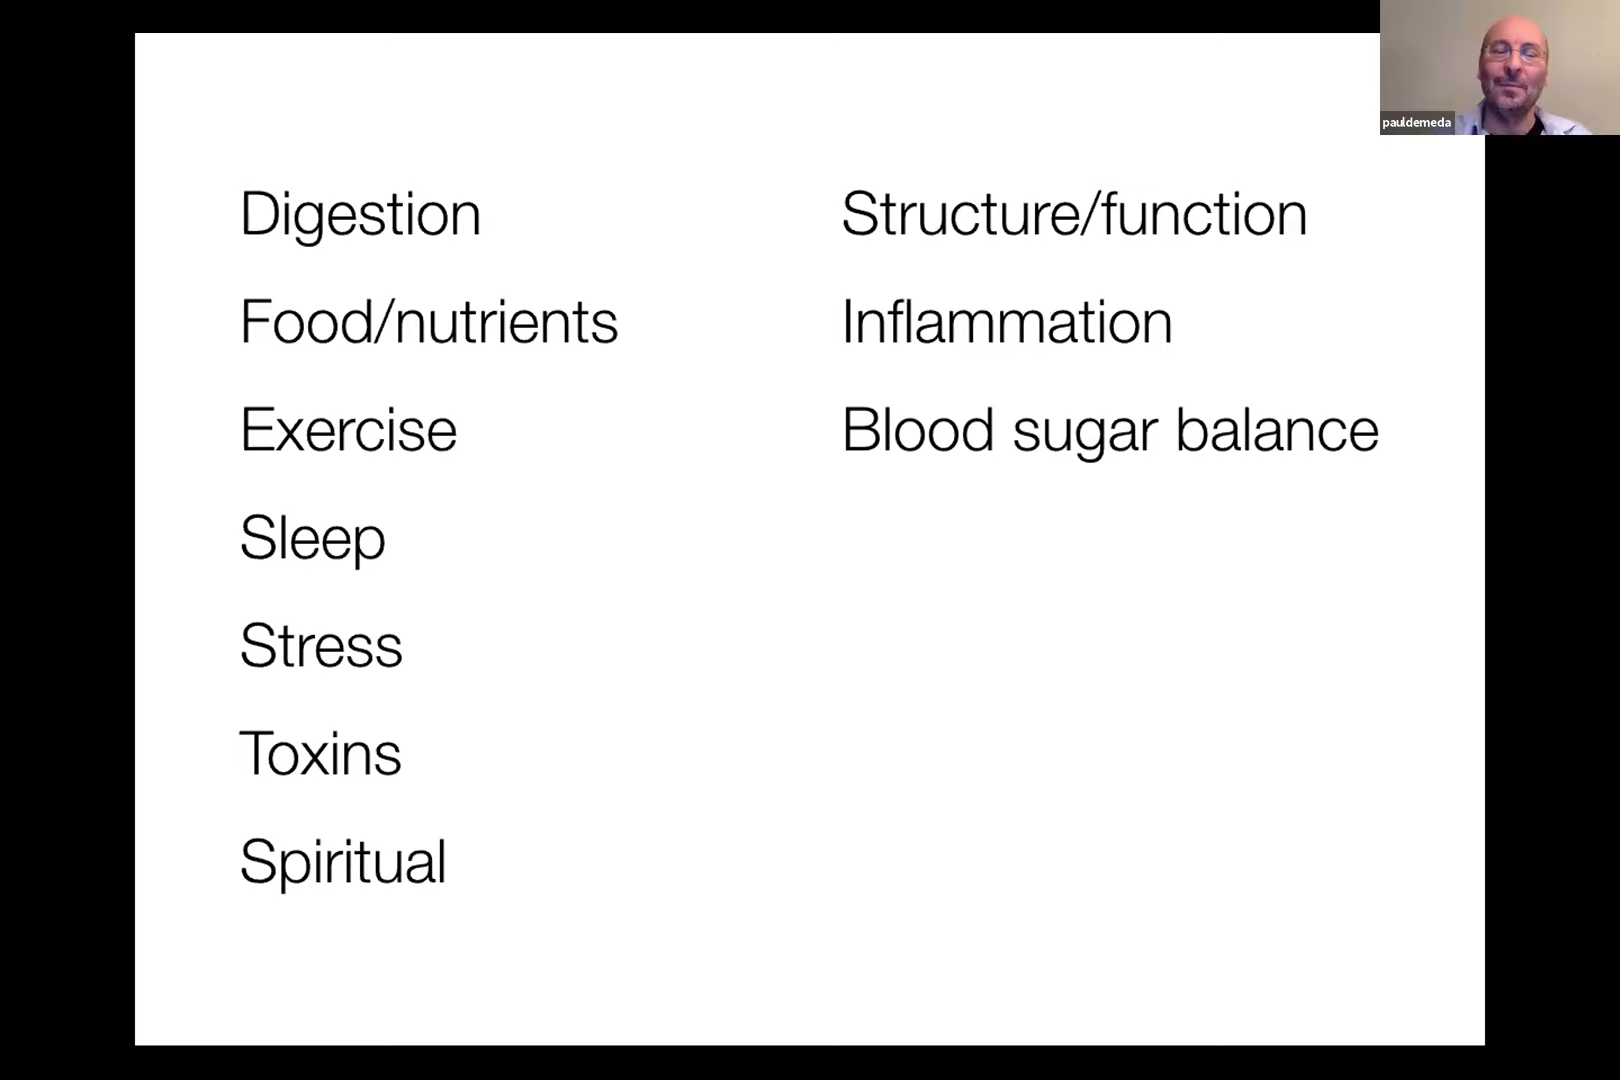 Digestion
Food/nutrients
Exercise
Sleep
Stress
Toxins
Spiritual
Structure/function
Inflammation
Blood sugar balance
pauldemeda